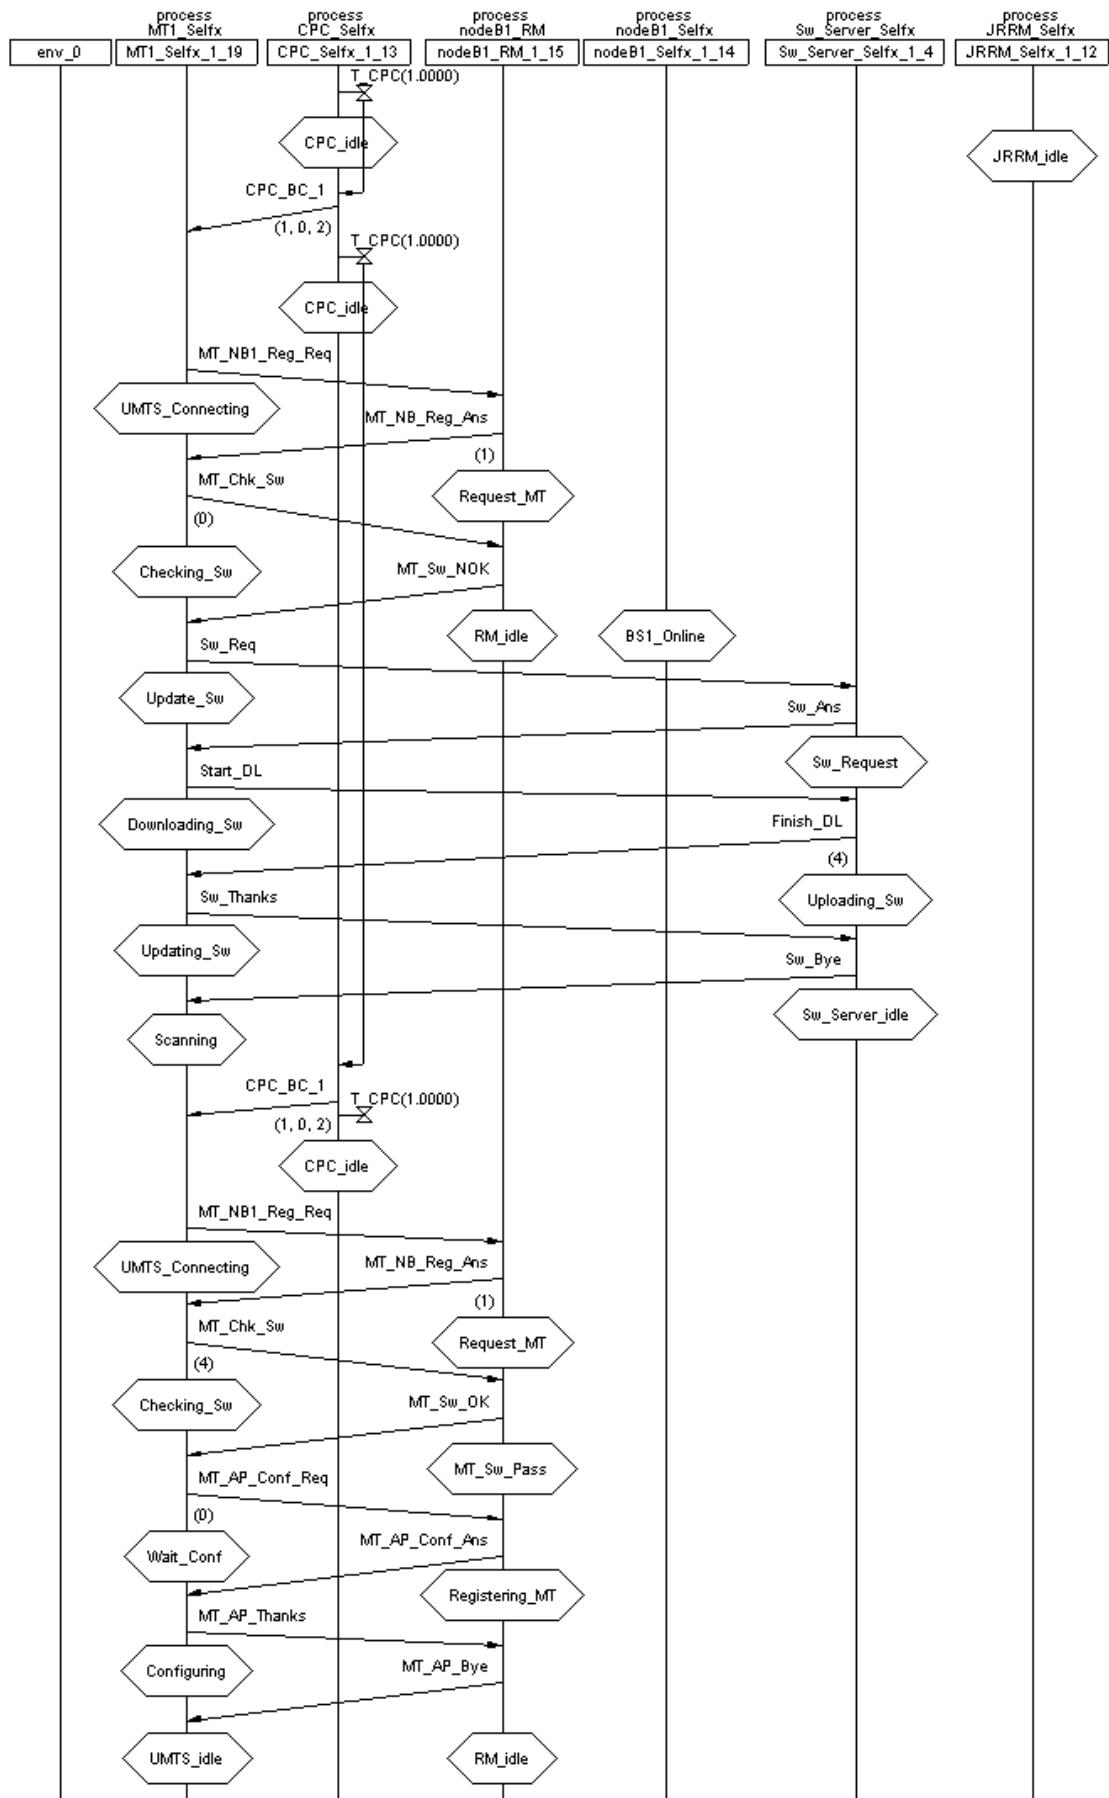 process process process process process process
MT1_Selfx CPC_Selfx nodeB1_RM nodeB1_Selfx Sw_Server_Selfx JRRM_Selfx
env_0 MT1_Selfx_1_19 CPC_Selfx_1_13 nodeB1_RM_1_15 nodeB1_Selfx_1_14 Sw_Server_Selfx_1_4 JRRM_Selfx_1_12
T_CPC(1.0000)
CPC_idle
JRRM_idle
CPC_BC_1
(1, 0, 2)
T_CPC(1.0000)
CPC_idle
MT_NB1_Reg_Req
UMTS_Connecting
MT_NB_Reg_Ans
(1)
MT_Chk_Sw
Request_MT
(0)
Checking_Sw
MT_Sw_NOK
RM_idle
BS1_Online
Sw_Req
Update_Sw
Sw_Ans
Sw_Request
Start_DL
Downloading_Sw
Finish_DL
(4)
Sw_Thanks
Uploading_Sw
Updating_Sw
Sw_Bye
Sw_Server_idle
Scanning
CPC_BC_1
T_CPC(1.0000)
(1, 0, 2)
CPC_idle
MT_NB1_Reg_Req
UMTS_Connecting
MT_NB_Reg_Ans
(1)
MT_Chk_Sw
Request_MT
(4)
Checking_Sw
MT_Sw_OK
MT_Sw_Pass
MT_AP_Conf_Req
(0)
MT_AP_Conf_Ans
Wait_Conf
Registering_MT
MT_AP_Thanks
MT_AP_Bye
Configuring
UMTS_idle
RM_idle